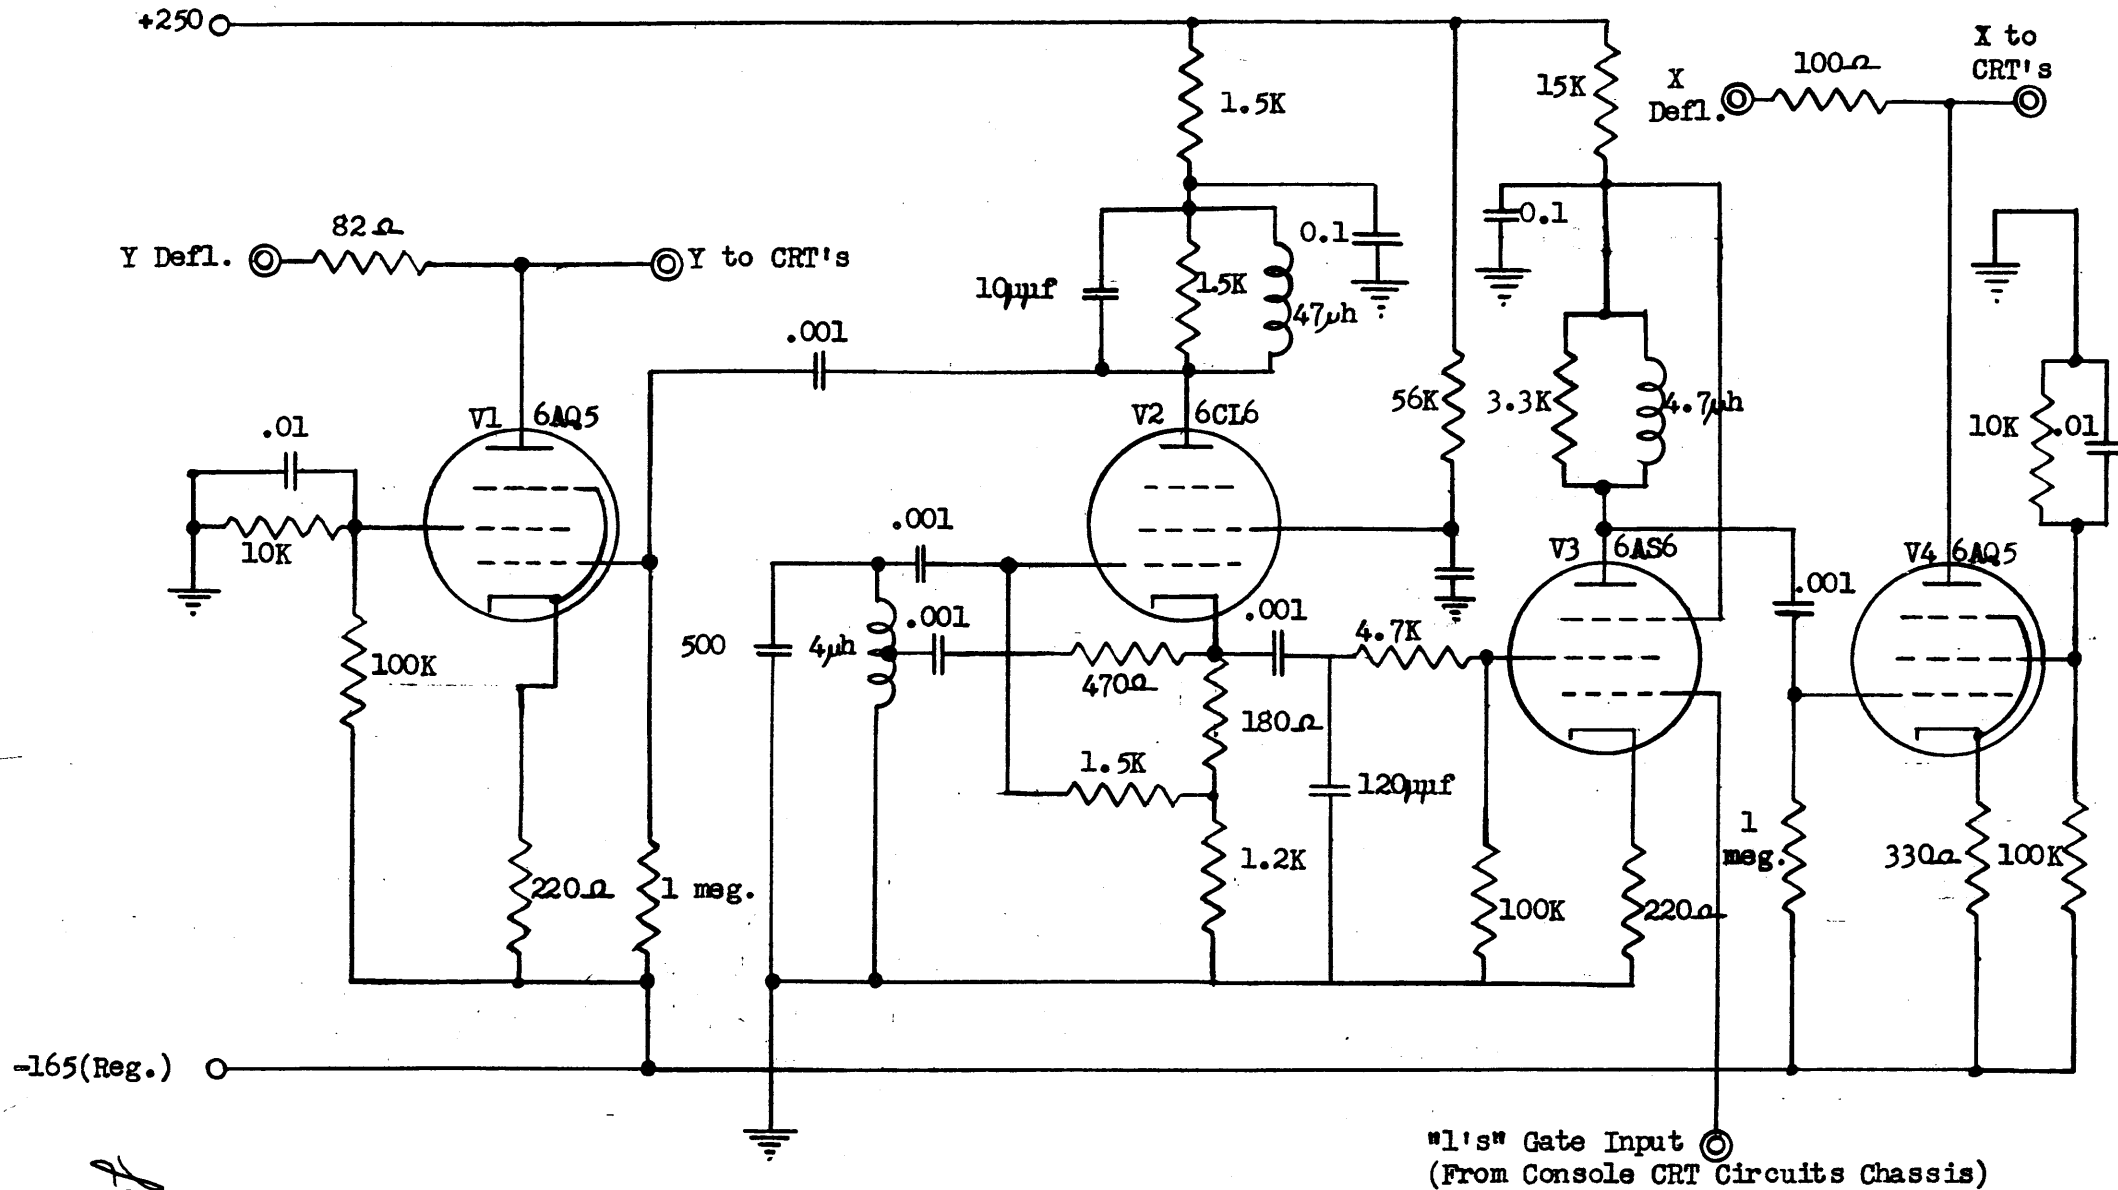 +250
X to
CRT's
100Ω
X
Defl.
15K
1.5K
0.1
0.1
82Ω
Y Defl.
Y to CRT's
10μμf
1.5K
47μh
.001
56K
3.3K
4.7μh
10K
.01
V1 6AQ5
V2 6CL6
.01
10K
.001
V3 6AS6
V4 6AQ5
.001
100K
500
4μh
.001
.001
4.7K
470Ω
180Ω
1.5K
120μμf
1
meg.
1.2K
330Ω
100K
220Ω
1 meg.
100K
220Ω
-165(Reg.)
"1's" Gate Input
(From Console CRT Circuits Chassis)